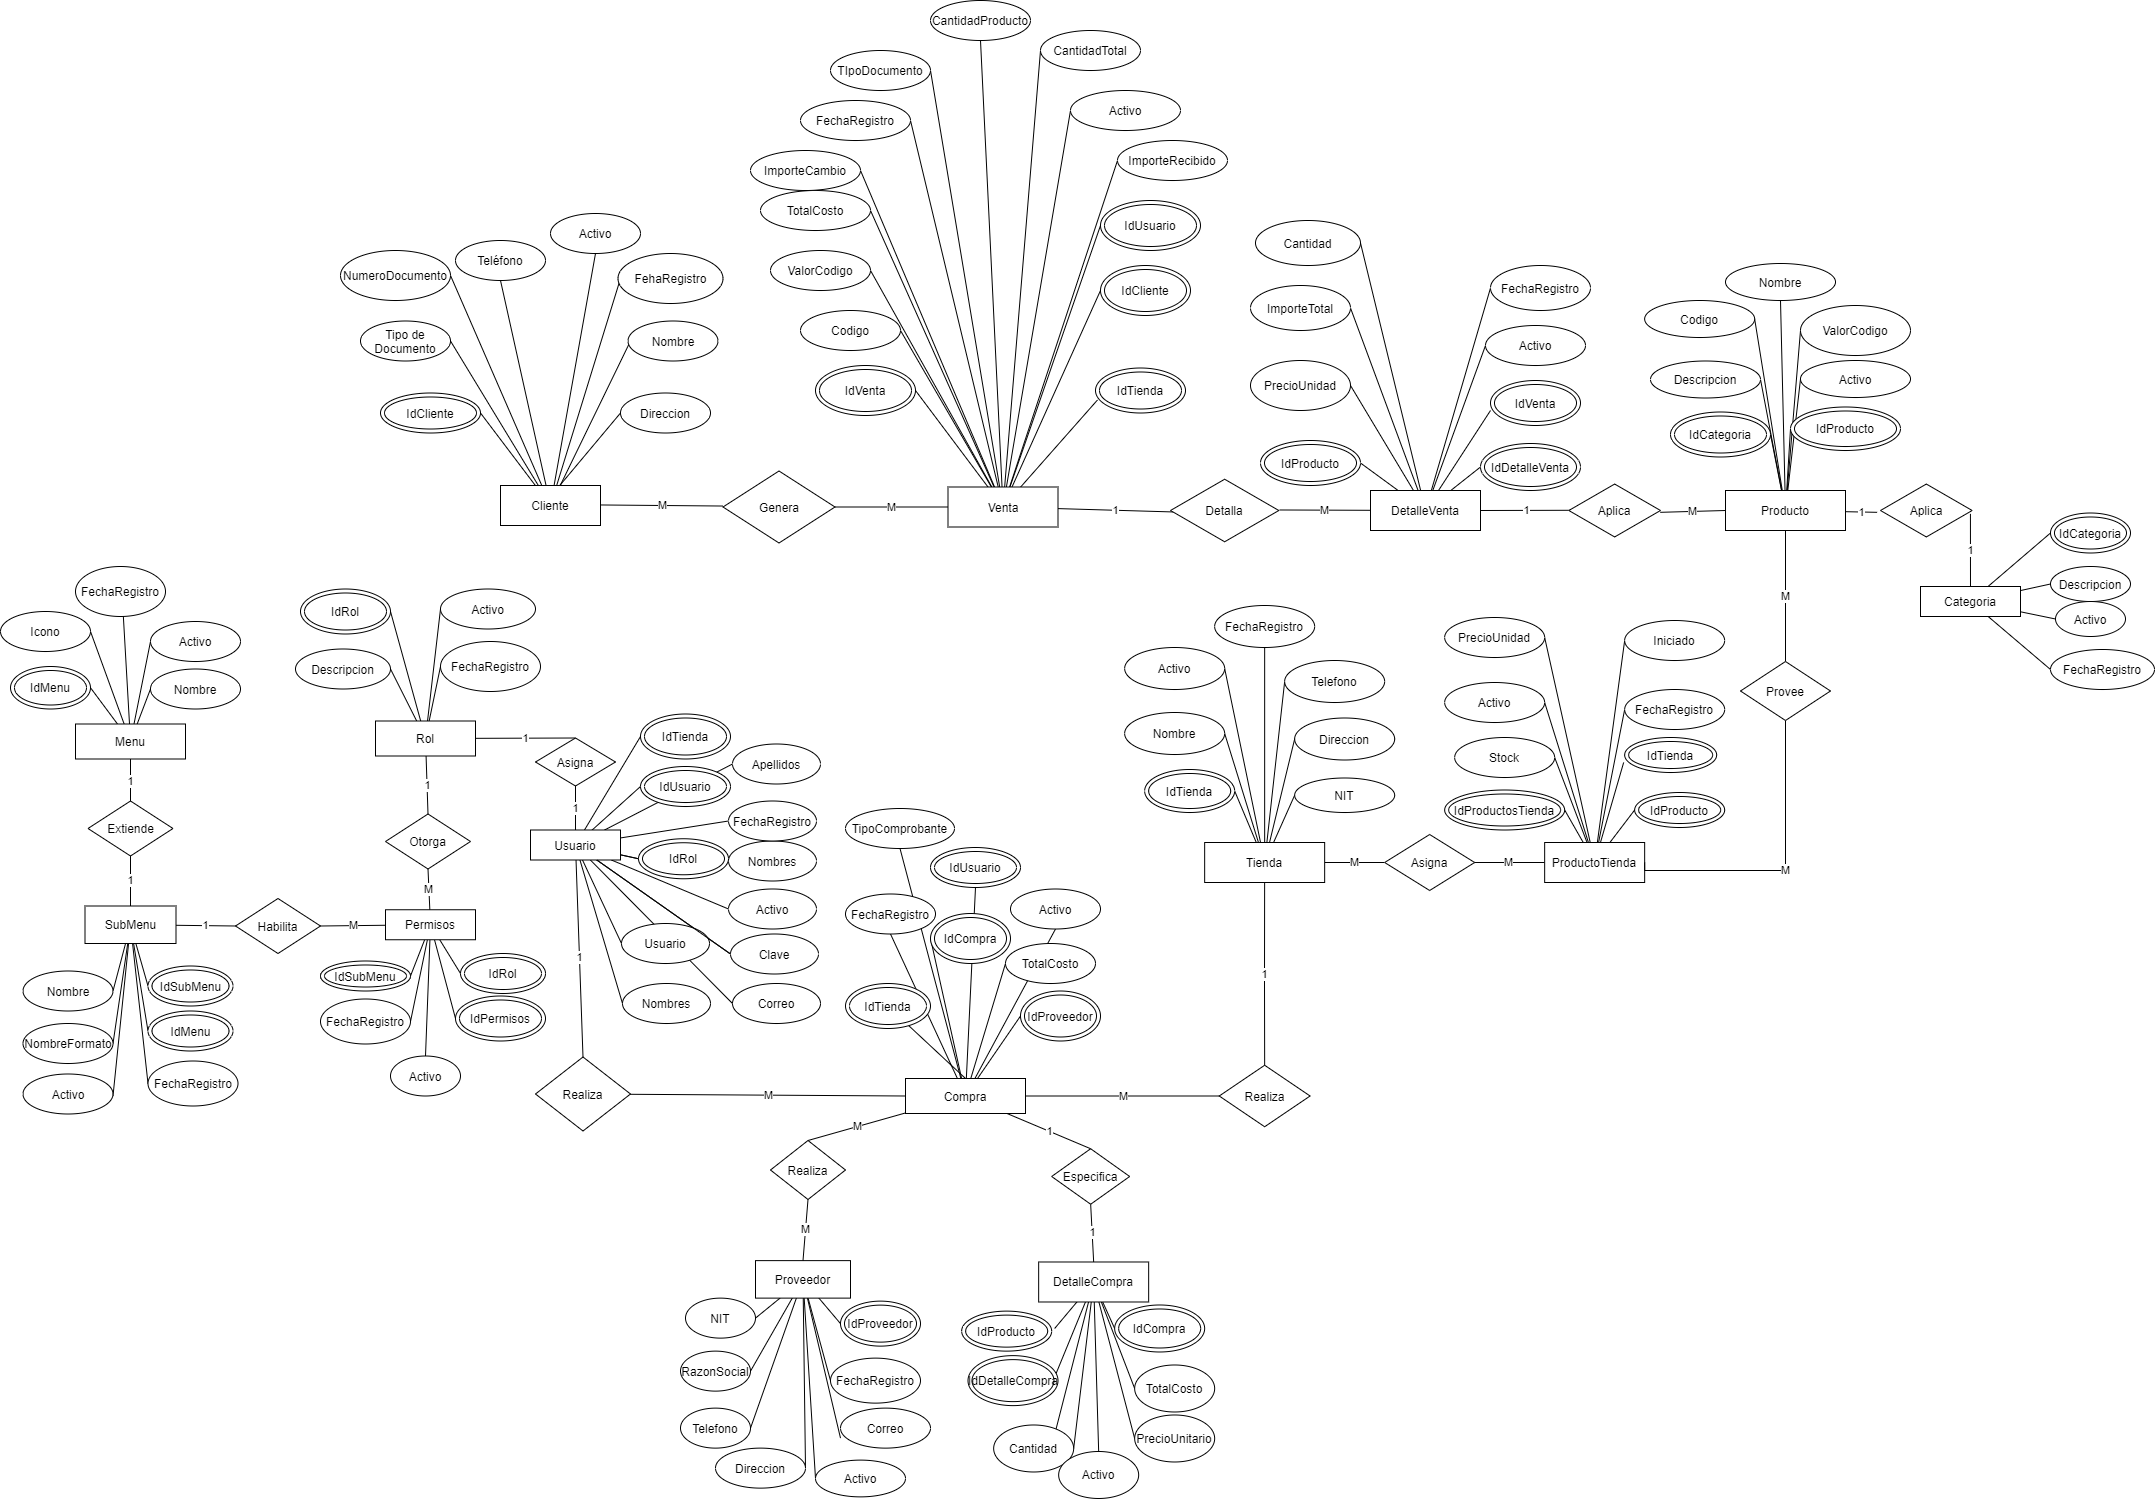 CantidadProducto
CantidadTotal
TIpoDocumento
Activo
FechaRegistro
ImporteRecibido
ImporteCambio
TotalCosto
IdUsuario
ValorCodigo
IdCliente
Codigo
IdVenta
IdTienda
Activo
Teléfono
NumeroDocumento
FehaRegistro
Tipo de
Documento
Nombre
IdCliente
Direccion
Cantidad
FechaRegistro
ImporteTotal
Activo
PrecioUnidad
IdVenta
IdProducto
IdDetalleVenta
Nombre
Codigo
ValorCodigo
Descripcion
Activo
IdCategoria
IdProducto
Cliente
M
Genera
M
Venta
1
Detalla
M
DetalleVenta
1
Aplica
M
Producto
1
Aplica
1
IdCategoria
Descripcion
Categoria
Activo
FechaRegistro
M
Provee
M
FechaRegistro
Icono
Activo
IdMenu
Nombre
Menu
1
Extiende
1
SubMenu
1
Habilita
M
Permisos
IdRol
Activo
Descripcion
FechaRegistro
Rol
1
Asigna
1
1
Otorga
M
Nombre
IdSubMenu
NombreFormato
IdMenu
Activo
FechaRegistro
IdSubMenu
IdRol
FechaRegistro
IdPermisos
Activo
IdTienda
Apellidos
IdUsuario
FechaRegistro
Usuario
IdRol
Nombres
Activo
Usuario
Clave
Nombres
Correo
1
Realiza
M
TipoComprobante
IdUsuario
FechaRegistro
Activo
IdCompra
TotalCosto
IdTienda
IdProveedor
Compra
M
Realiza
1
FechaRegistro
Activo
Telefono
Nombre
Direccion
IdTienda
NIT
Tienda
M
Asigna
M
ProductoTienda
PrecioUnidad
Iniciado
Activo
FechaRegistro
Stock
IdTienda
IdProductosTienda
IdProducto
M
Realiza
M
Proveedor
1
Especifica
1
DetalleCompra
NIT
IdProveedor
RazonSocial
FechaRegistro
Telefono
Correo
Direccion
Activo
IdProducto
IdCompra
IdDetalleCompra
TotalCosto
Cantidad
PrecioUnitario
Activo